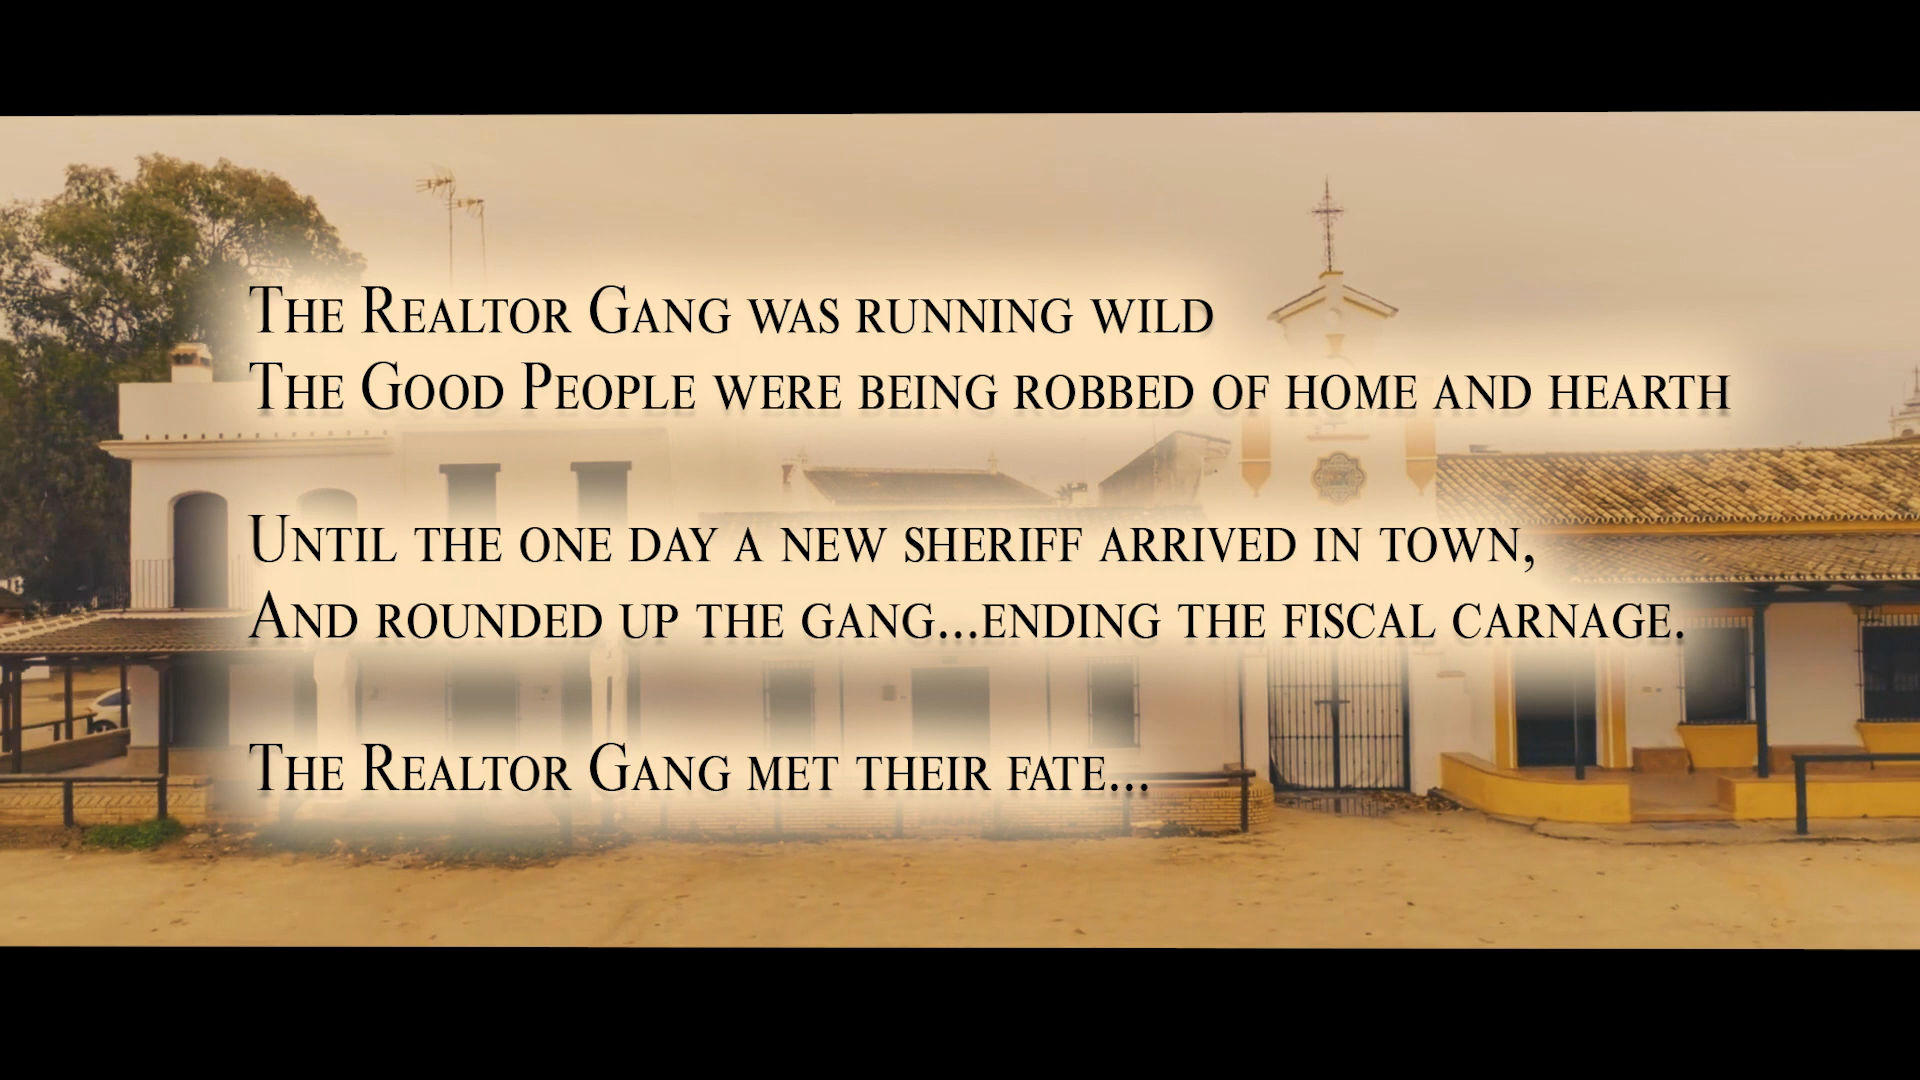 The Realtor Gang was running wild
The Good People were being robbed of home and hearth
Until the one day a new sheriff arrived in town,
And rounded up the gang...ending the fiscal carnage.
The Realtor Gang met their fate...